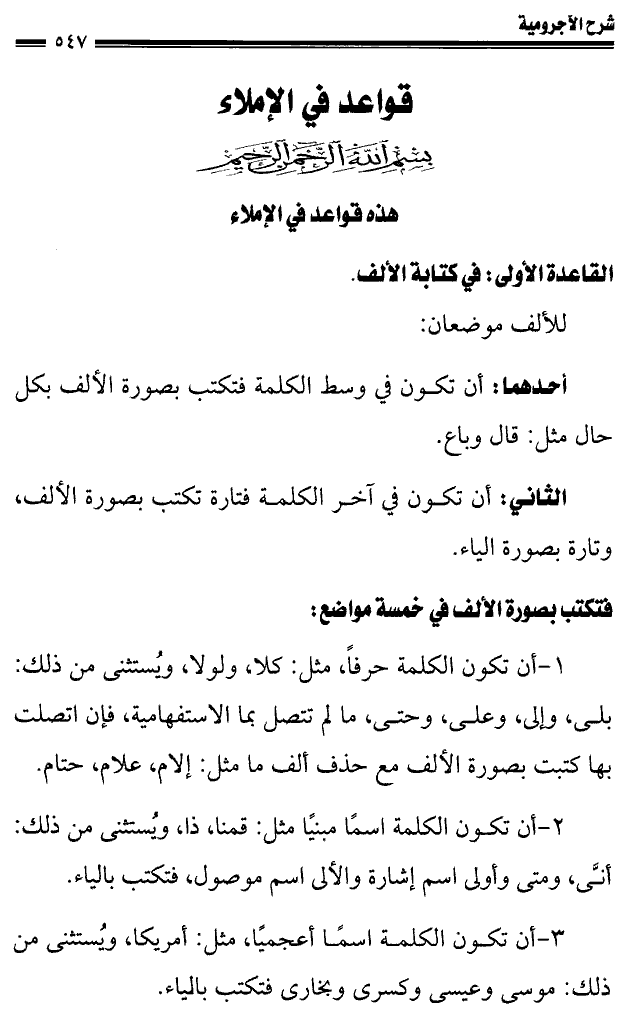 شرح الآجرومية
٥٤٧
قواعد في الإملاء
بسم الله الرحمن الرحيم
هذه قواعد في الإملاء
القاعدة الأولى: في كتابة الألف.
للألف موضعان:
أحدهما: أن تكون في وسط الكلمة فتكتب بصورة الألف بكل
حال مثل: قال وباع.
الثاني: أن تكون في آخر الكلمة فتارة تكتب بصورة الألف،
وتارة بصورة الياء.
فتكتب بصورة الألف في خمسة مواضع:
١-أن تكون الكلمة حرفاً، مثل: كلا، ولولا، ويُستثنى من ذلك:
بلى، وإلى، وعلى، وحتى، ما لم تتصل بما الاستفهامية، فإن اتصلت
بها كتبت بصورة الألف مع حذف ألف ما مثل: إلام، علام، حتام.
٢-أن تكون الكلمة اسمًا مبنيًا مثل: قمنا، ذا، ويُستثنى من ذلك:
أنَّى، ومتى وأولى اسم إشارة والألى اسم موصول، فتكتب بالياء.
٣-أن تكون الكلمة اسمًا أعجميًا، مثل: أمريكا، ويُستثنى من
ذلك: موسى وعيسى وكسرى وبخارى فتكتب بالياء.